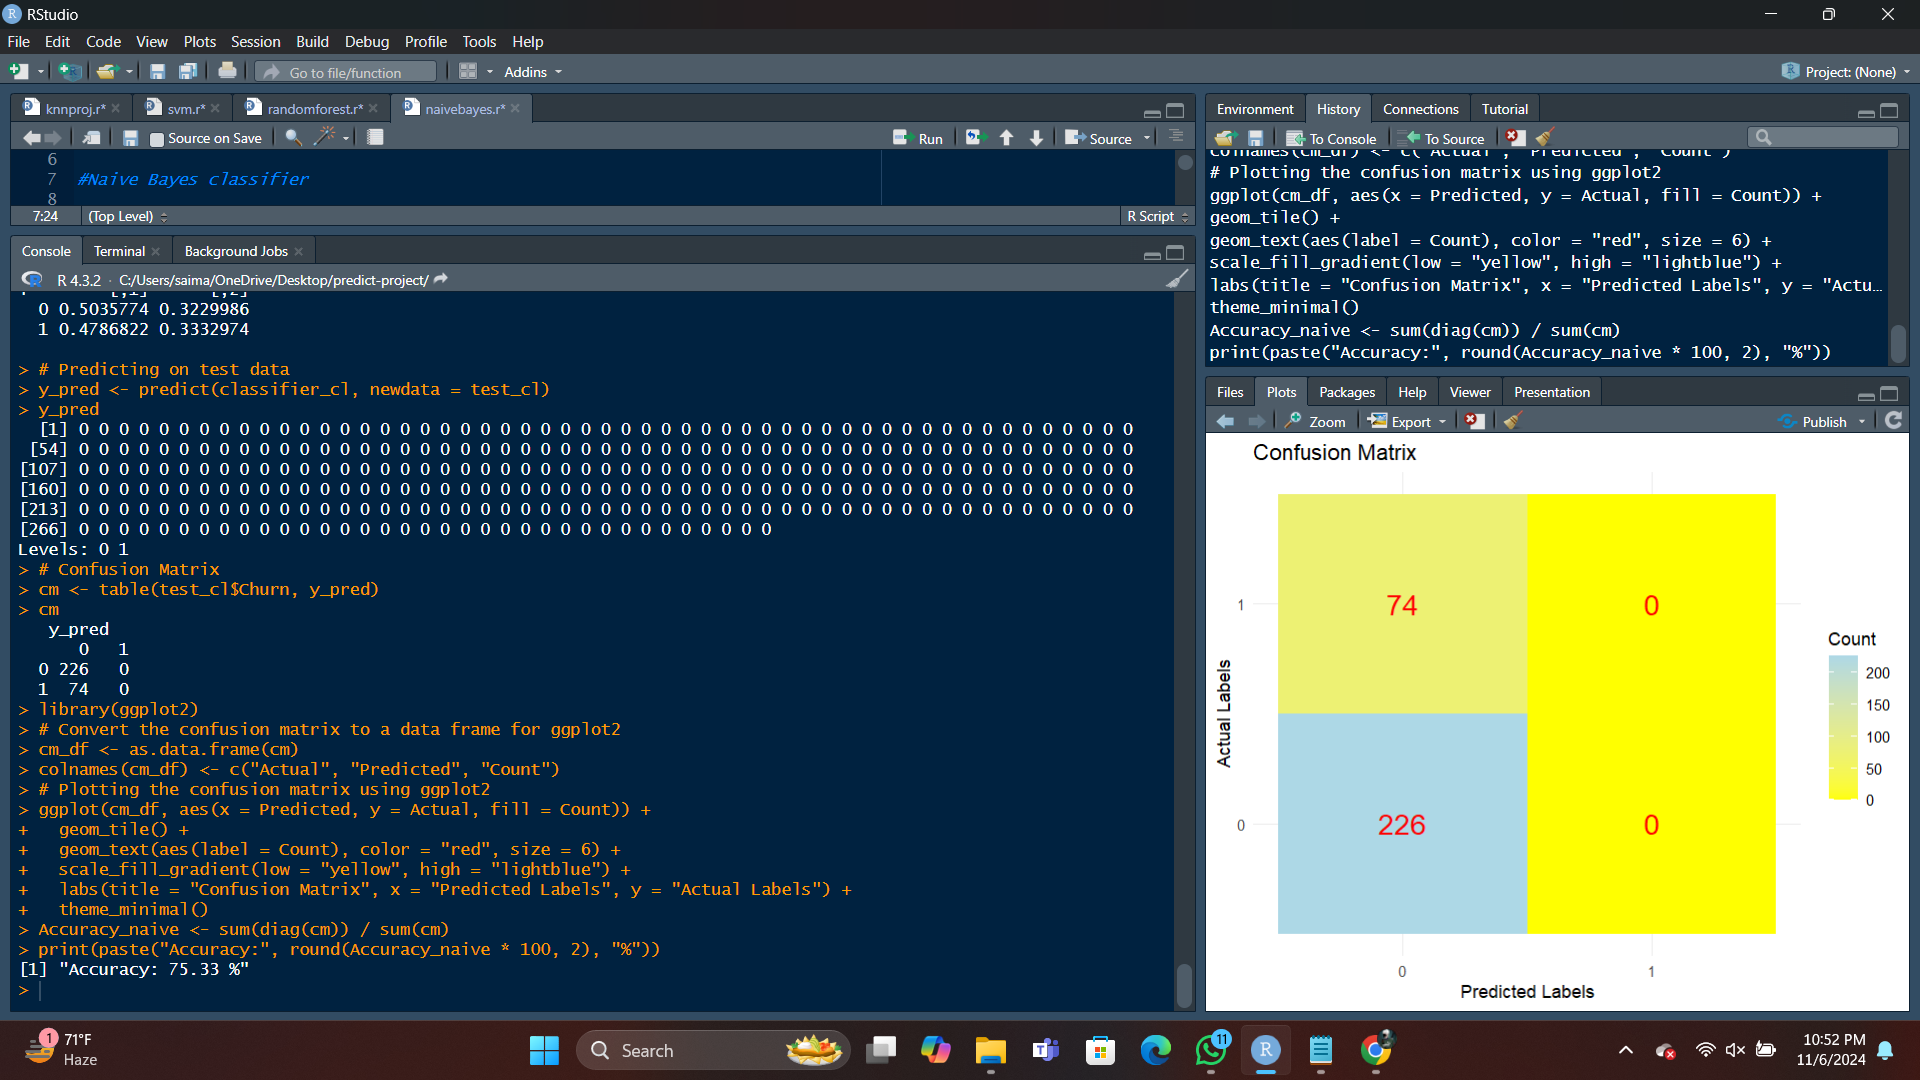 RStudio
File Edit Code View Plots Session Build Debug Profile Tools Help
Go to file/function Addins Project: (None)
knnproj.r* svm.r* randomforest.r* naivebayes.r*
Source on Save Run Source
6
7 #Naive Bayes classifier
8
7:24 (Top Level) R Script
Console Terminal Background Jobs
R 4.3.2 · C:/Users/saima/OneDrive/Desktop/predict-project/
0 0.5035774 0.3229986
1 0.4786822 0.3332974
> # Predicting on test data
> y_pred <- predict(classifier_cl, newdata = test_cl)
> y_pred
[1] 0 0 0 0 0 0 0 0 0 0 0 0 0 0 0 0 0 0 0 0 0 0 0 0 0 0 0 0 0 0 0 0 0 0 0 0 0 0 0 0 0 0 0 0 0 0 0 0 0 0 0 0 0
[54] 0 0 0 0 0 0 0 0 0 0 0 0 0 0 0 0 0 0 0 0 0 0 0 0 0 0 0 0 0 0 0 0 0 0 0 0 0 0 0 0 0 0 0 0 0 0 0 0 0 0 0 0 0
[107] 0 0 0 0 0 0 0 0 0 0 0 0 0 0 0 0 0 0 0 0 0 0 0 0 0 0 0 0 0 0 0 0 0 0 0 0 0 0 0 0 0 0 0 0 0 0 0 0 0 0 0 0 0
[160] 0 0 0 0 0 0 0 0 0 0 0 0 0 0 0 0 0 0 0 0 0 0 0 0 0 0 0 0 0 0 0 0 0 0 0 0 0 0 0 0 0 0 0 0 0 0 0 0 0 0 0 0 0
[213] 0 0 0 0 0 0 0 0 0 0 0 0 0 0 0 0 0 0 0 0 0 0 0 0 0 0 0 0 0 0 0 0 0 0 0 0 0 0 0 0 0 0 0 0 0 0 0 0 0 0 0 0 0
[266] 0 0 0 0 0 0 0 0 0 0 0 0 0 0 0 0 0 0 0 0 0 0 0 0 0 0 0 0 0 0 0 0 0 0 0
Levels: 0 1
> # Confusion Matrix
> cm <- table(test_cl$Churn, y_pred)
> cm
y_pred
0 1
0 226 0
1 74 0
> library(ggplot2)
> # Convert the confusion matrix to a data frame for ggplot2
> cm_df <- as.data.frame(cm)
> colnames(cm_df) <- c("Actual", "Predicted", "Count")
> # Plotting the confusion matrix using ggplot2
> ggplot(cm_df, aes(x = Predicted, y = Actual, fill = Count)) +
+ geom_tile() +
+ geom_text(aes(label = Count), color = "red", size = 6) +
+ scale_fill_gradient(low = "yellow", high = "lightblue") +
+ labs(title = "Confusion Matrix", x = "Predicted Labels", y = "Actual Labels") +
+ theme_minimal()
> Accuracy_naive <- sum(diag(cm)) / sum(cm)
> print(paste("Accuracy:", round(Accuracy_naive * 100, 2), "%"))
[1] "Accuracy: 75.33 %"
>
Environment History Connections Tutorial
To Console To Source
colnames(cm_df) <- c("Actual", "Predicted", "Count")
# Plotting the confusion matrix using ggplot2
ggplot(cm_df, aes(x = Predicted, y = Actual, fill = Count)) +
geom_tile() +
geom_text(aes(label = Count), color = "red", size = 6) +
scale_fill_gradient(low = "yellow", high = "lightblue") +
labs(title = "Confusion Matrix", x = "Predicted Labels", y = "Actu...
theme_minimal()
Accuracy_naive <- sum(diag(cm)) / sum(cm)
print(paste("Accuracy:", round(Accuracy_naive * 100, 2), "%"))
Files Plots Packages Help Viewer Presentation
Zoom Export Publish
Confusion Matrix
1 74 0
Actual Labels
0 226 0
0 1
Predicted Labels
Count
200
150
100
50
0
1 71°F
Haze
Search
11
10:52 PM
11/6/2024